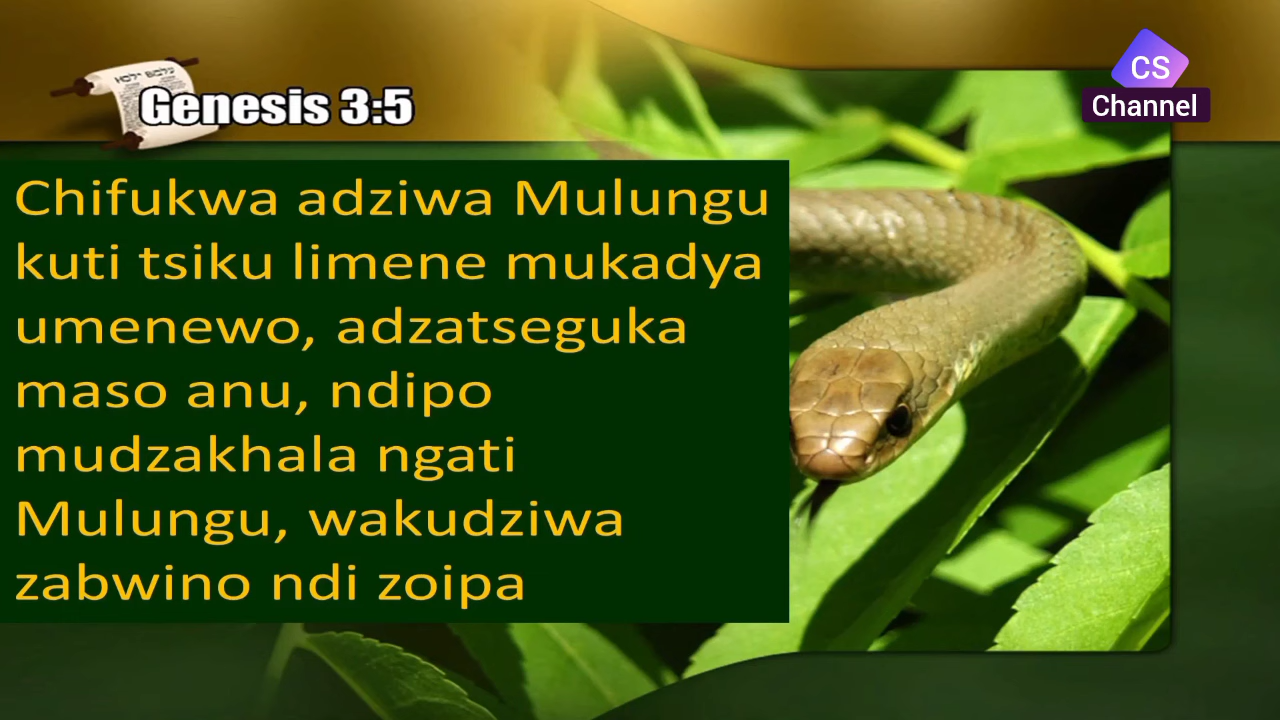 Genesis 3:5
CS
Channel
Chifukwa adziwa Mulungu
kuti tsiku limene mukadya
umenewo, adzatseguka
maso anu, ndipo
mudzakhala ngati
Mulungu, wakudziwa
zabwino ndi zoipa